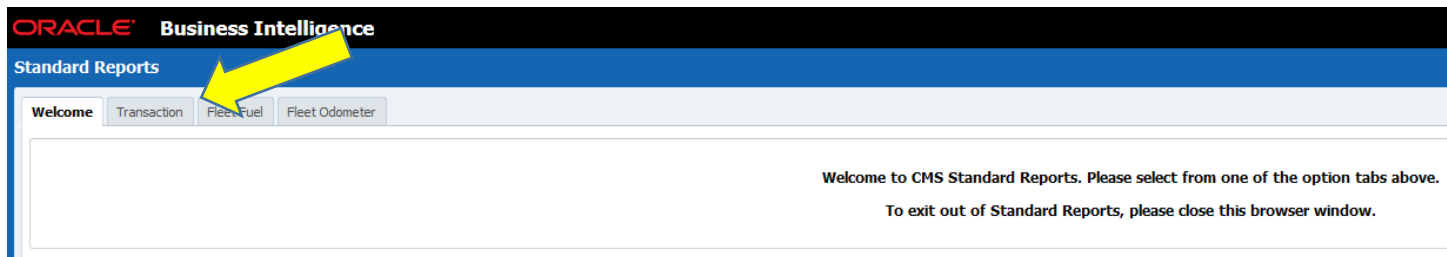 ORACLE Business Intelligence
Standard Reports
Welcome Transaction Fleet Fuel Fleet Odometer
Welcome to CMS Standard Reports. Please select from one of the option tabs above.
To exit out of Standard Reports, please close this browser window.